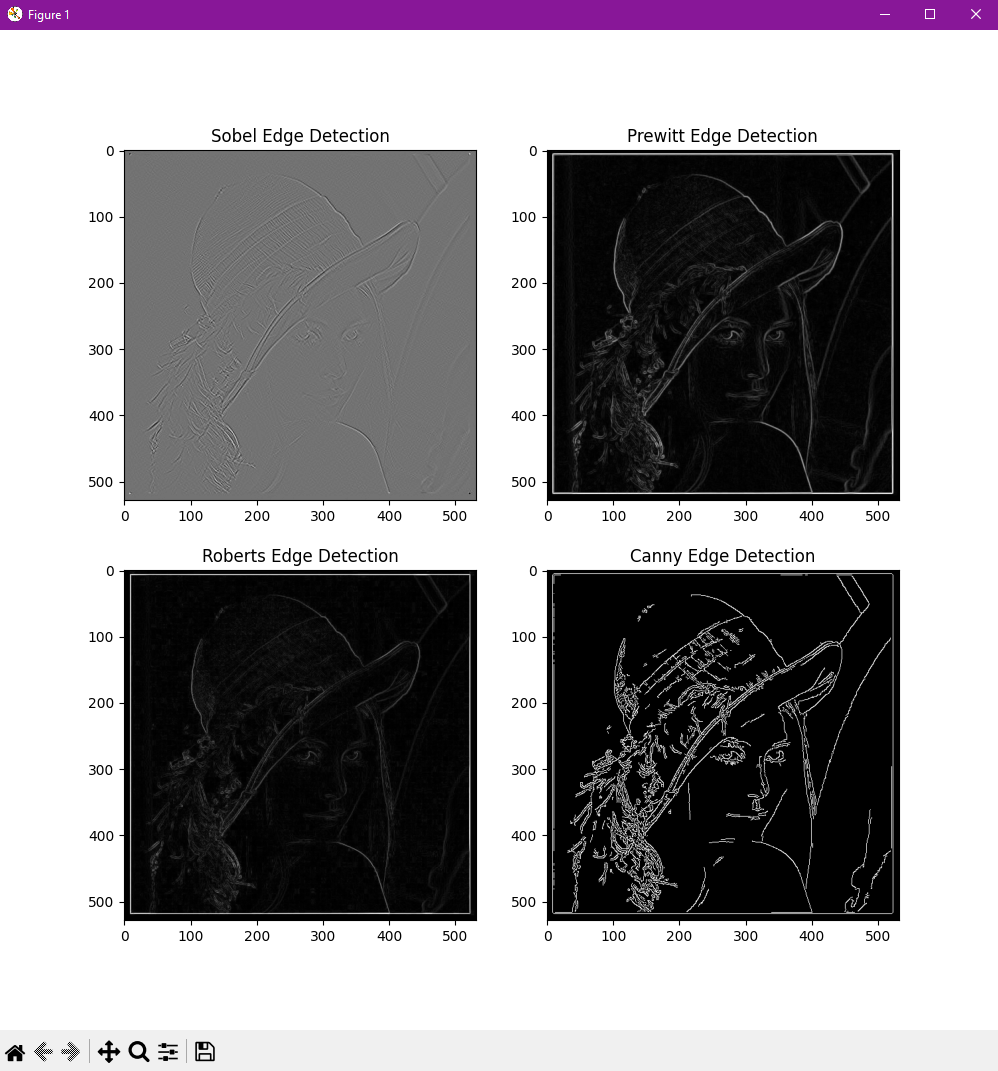 Figure 1
Sobel Edge Detection
Prewitt Edge Detection
0
100
200
300
400
500
0 100 200 300 400 500
0
100
200
300
400
500
0 100 200 300 400 500
Roberts Edge Detection
Canny Edge Detection
0
100
200
300
400
500
0 100 200 300 400 500
0
100
200
300
400
500
0 100 200 300 400 500